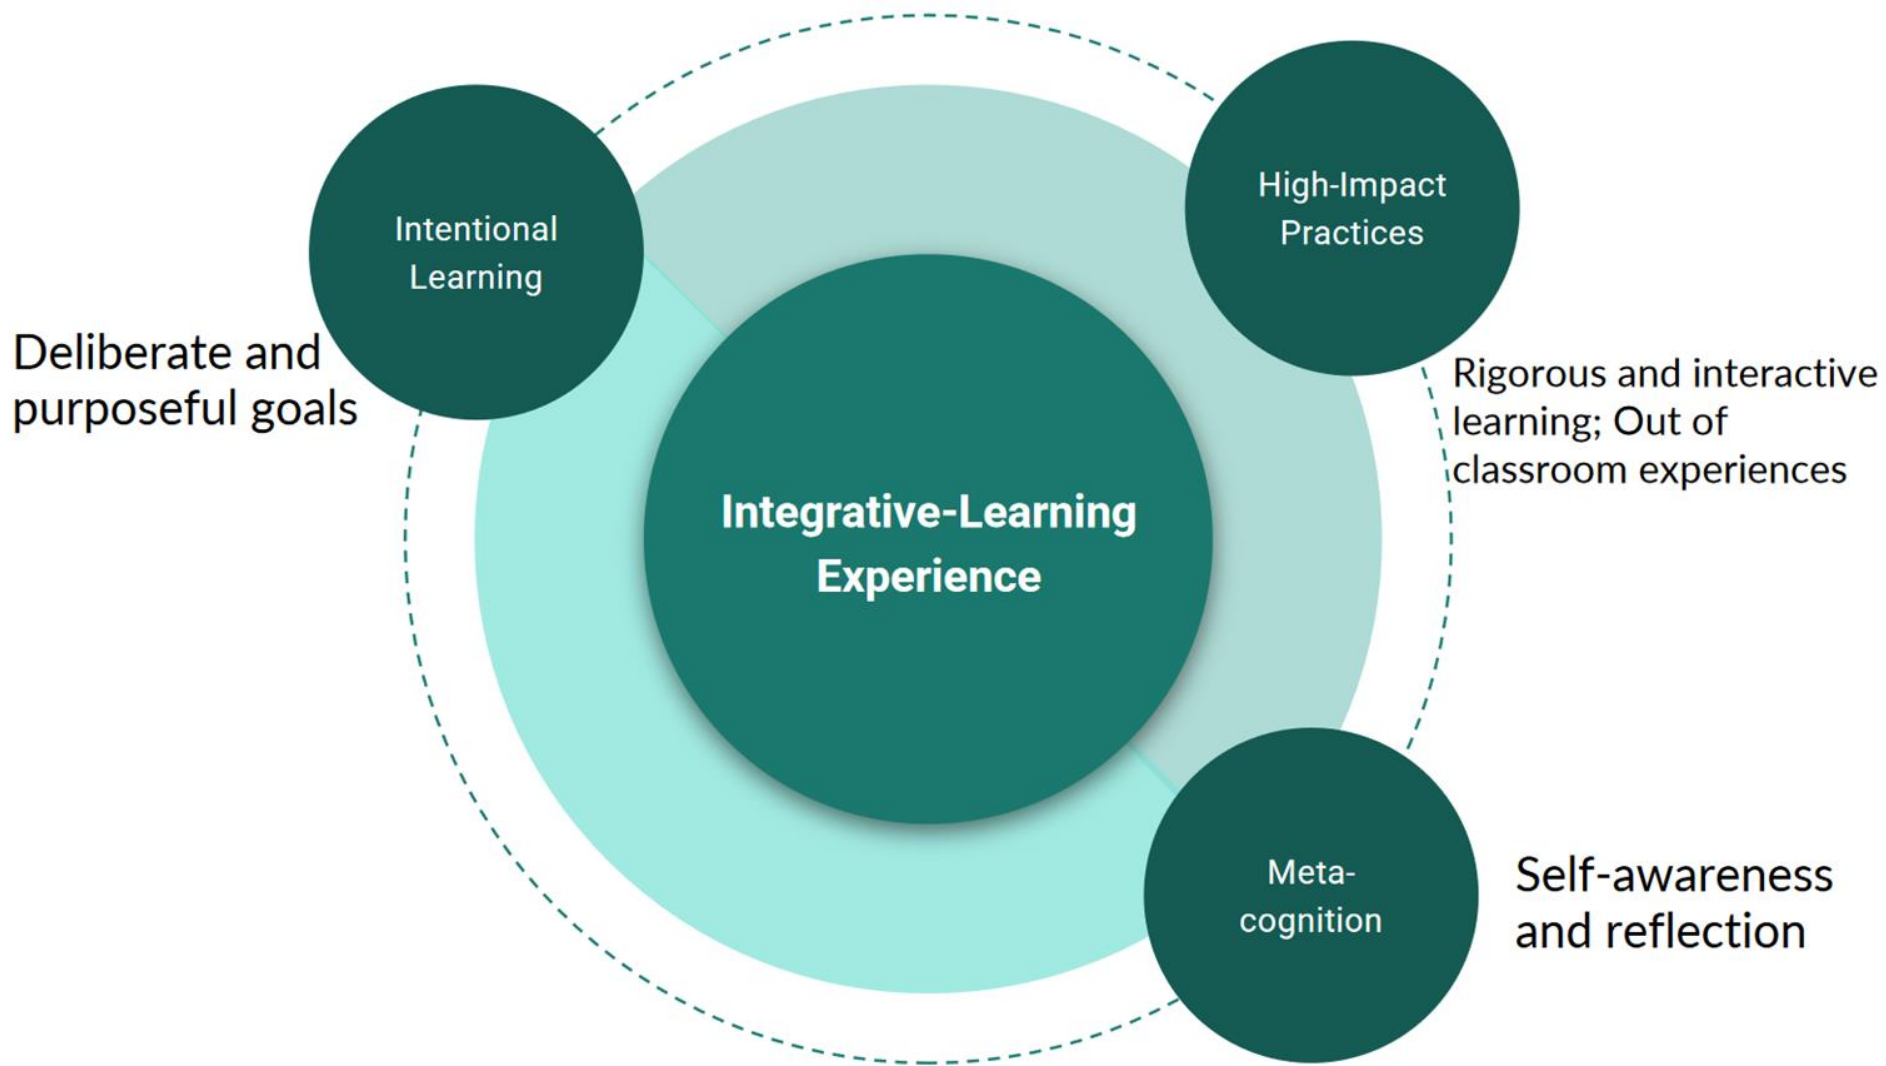 Intentional
Learning
Deliberate and
purposeful goals
High-Impact
Practices
Rigorous and interactive
learning; Out of
classroom experiences
Integrative-Learning
Experience
Meta-
cognition
Self-awareness
and reflection